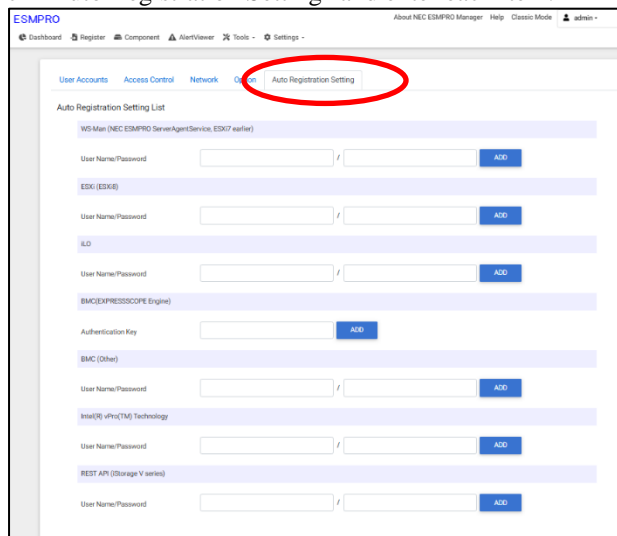 ESMPRO
About NEC ESMPRO Manager Help Classic Mode admin
Dashboard Register Component AlertViewer Tools Settings
User Accounts Access Control Network Option Auto Registration Setting
Auto Registration Setting List
WS-Man (NEC ESMPRO ServerAgentService, ESXi7 earlier)
User Name/Password / ADD
ESXi (ESXi8)
User Name/Password / ADD
iLO
User Name/Password / ADD
BMC(EXPRESSSCOPE Engine)
Authentication Key ADD
BMC (Other)
User Name/Password / ADD
Intel(R) vPro(TM) Technology
User Name/Password / ADD
REST API (iStorage V series)
User Name/Password / ADD